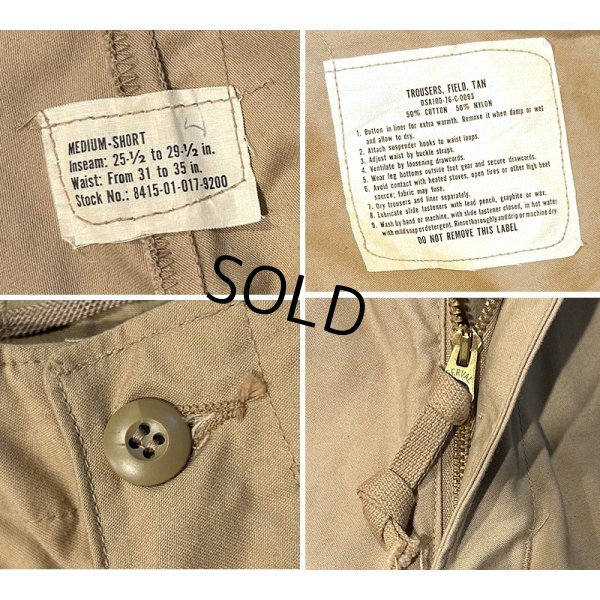 MEDIUM-SHORT
Inseam: 25-½ to 29-½ in.
Waist: From 31 to 35 in.
Stock No.: 8415-01-017-9200
TROUSERS, FIELD, TAN
DSA100-76-C-0093
50% COTTON 50% NYLON
1. Button in liner for extra warmth. Remove it when damp or wet
and allow to dry.
2. Attach suspender hooks to waist loops.
3. Adjust waist by buckle straps.
4. Ventilate by loosening drawcords.
5. Wear leg bottoms outside foot gear and secure drawcords.
6. Avoid contact with heated stoves, open fires or other high heat
source: fabric may fuse.
7. Dry trousers and liner separately.
8. Lubricate slide fasteners with lead pencil, graphite or wax.
9. Wash by hand or machine, with slide fastener closed, in hot water
with mild soap or detergent. Rinse thoroughly and drip or machine dry.
DO NOT REMOVE THIS LABEL
SOLD